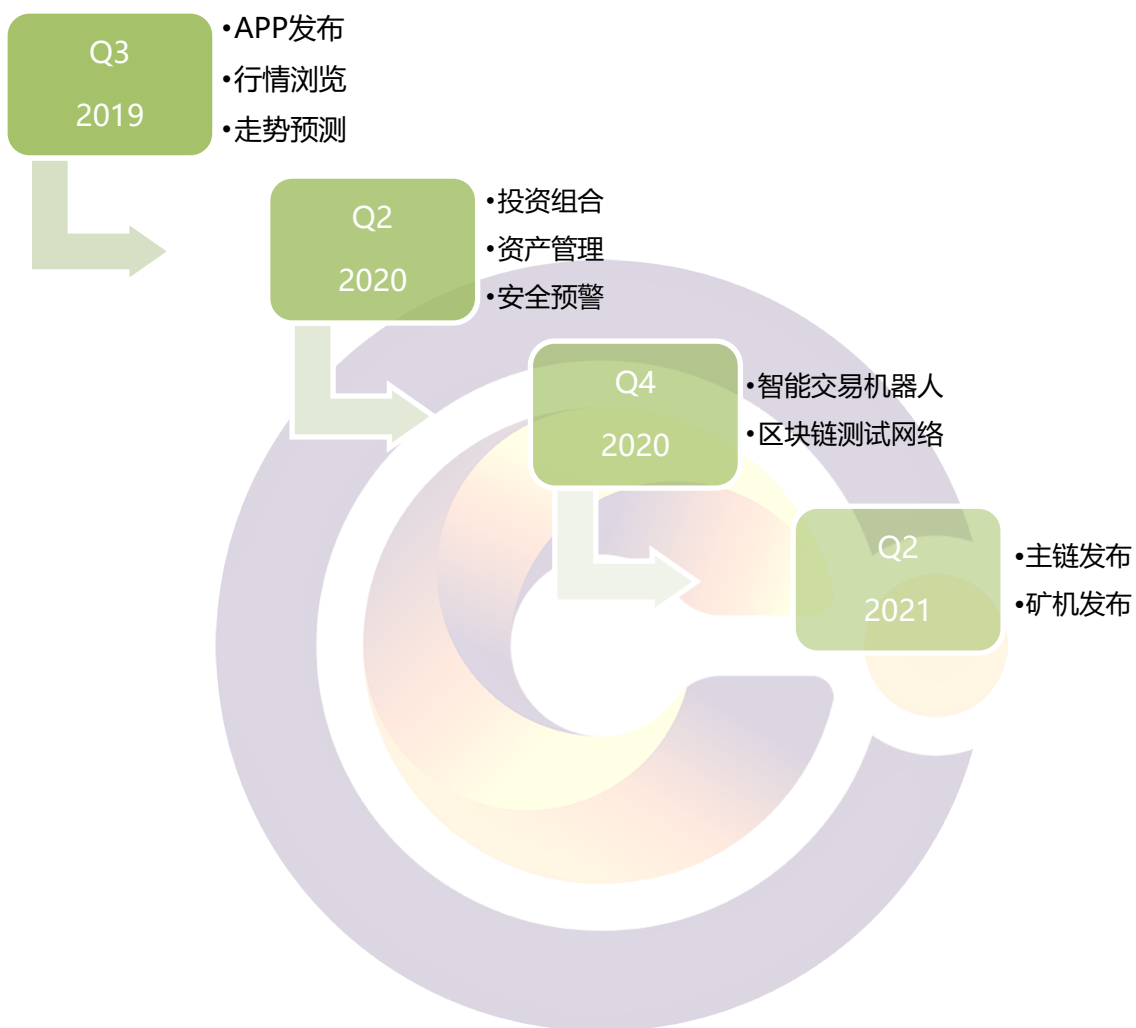 Q3
2019
•APP发布
•行情浏览
•走势预测
Q2
2020
•投资组合
•资产管理
•安全预警
Q4
2020
•智能交易机器人
•区块链测试网络
Q2
2021
•主链发布
•矿机发布